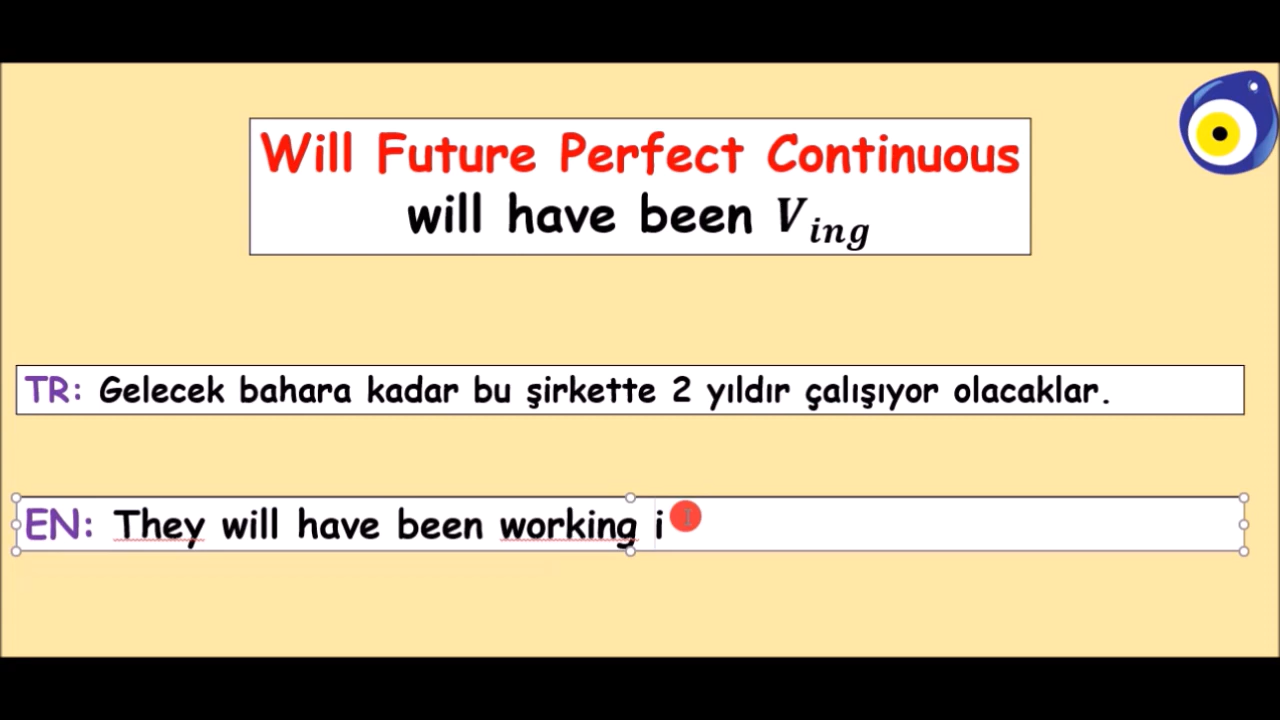 Will Future Perfect Continuous
will have been V_ing
TR: Gelecek bahara kadar bu şirkette 2 yıldır çalışıyor olacaklar.
EN: They will have been working i